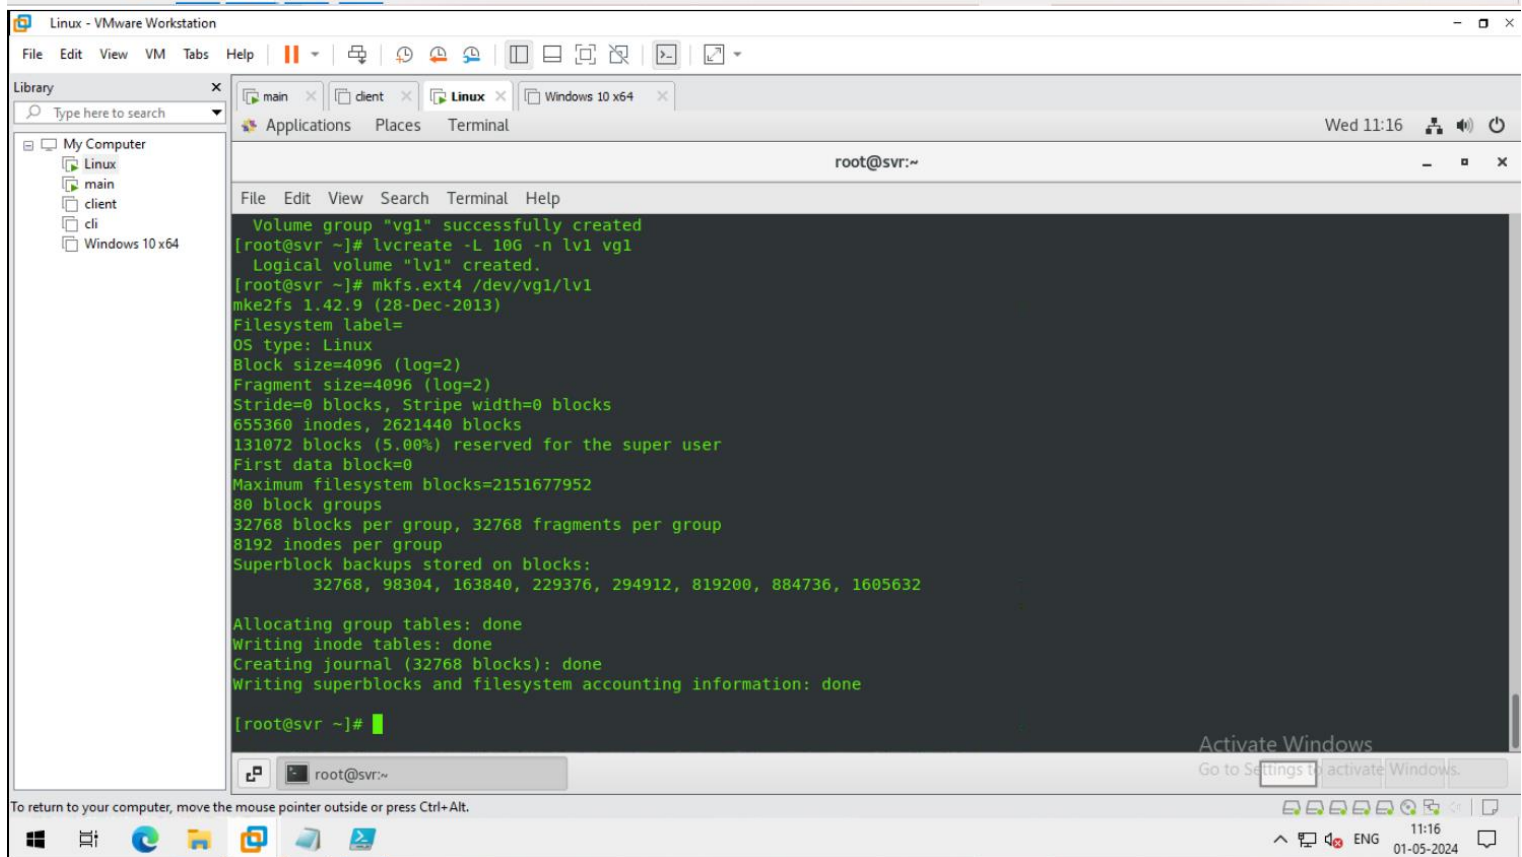 Linux - VMware Workstation
File Edit View VM Tabs Help
Library
Type here to search
My Computer
Linux
main
client
cli
Windows 10 x64
main client Linux Windows 10 x64
Applications Places Terminal Wed 11:16
root@svr:~
File Edit View Search Terminal Help
Volume group "vg1" successfully created
[root@svr ~]# lvcreate -L 10G -n lv1 vg1
Logical volume "lv1" created.
[root@svr ~]# mkfs.ext4 /dev/vg1/lv1
mke2fs 1.42.9 (28-Dec-2013)
Filesystem label=
OS type: Linux
Block size=4096 (log=2)
Fragment size=4096 (log=2)
Stride=0 blocks, Stripe width=0 blocks
655360 inodes, 2621440 blocks
131072 blocks (5.00%) reserved for the super user
First data block=0
Maximum filesystem blocks=2151677952
80 block groups
32768 blocks per group, 32768 fragments per group
8192 inodes per group
Superblock backups stored on blocks:
32768, 98304, 163840, 229376, 294912, 819200, 884736, 1605632
Allocating group tables: done
Writing inode tables: done
Creating journal (32768 blocks): done
Writing superblocks and filesystem accounting information: done
[root@svr ~]#
Activate Windows
Go to Settings to activate Windows.
root@svr:~
To return to your computer, move the mouse pointer outside or press Ctrl+Alt.
ENG 11:16
01-05-2024